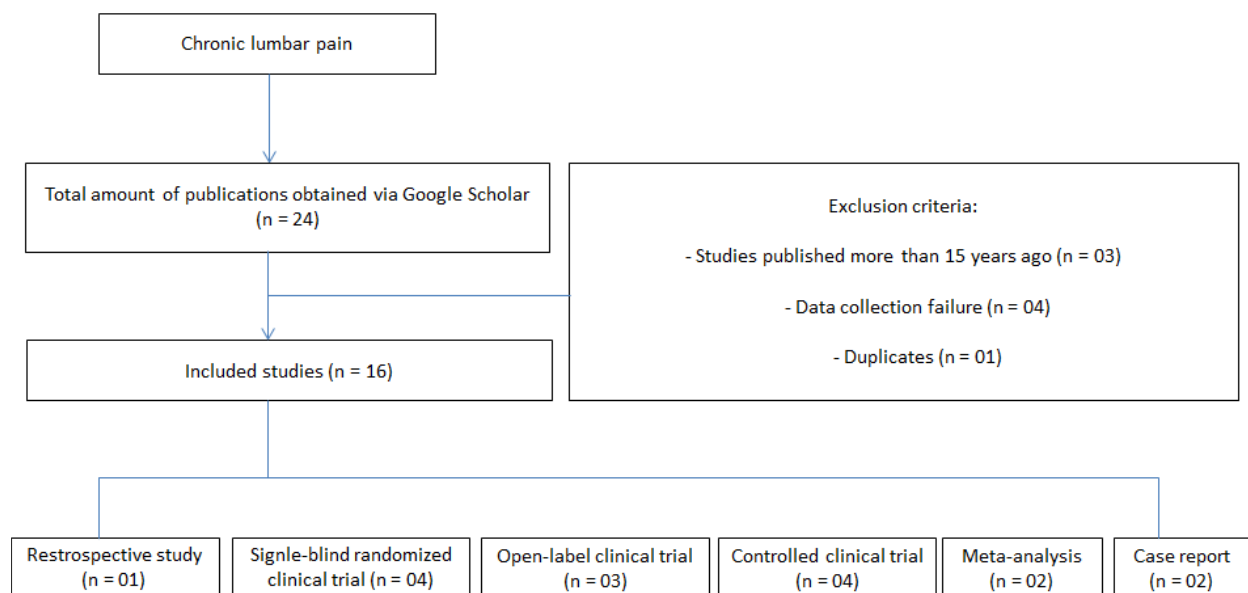 Chronic lumbar pain
Total amount of publications obtained via Google Scholar
(n = 24)
Exclusion criteria:
- Studies published more than 15 years ago (n = 03)
- Data collection failure (n = 04)
- Duplicates (n = 01)
Included studies (n = 16)
Restrospective study
(n = 01)
Signle-blind randomized
clinical trial (n = 04)
Open-label clinical trial
(n = 03)
Controlled clinical trial
(n = 04)
Meta-analysis
(n = 02)
Case report
(n = 02)